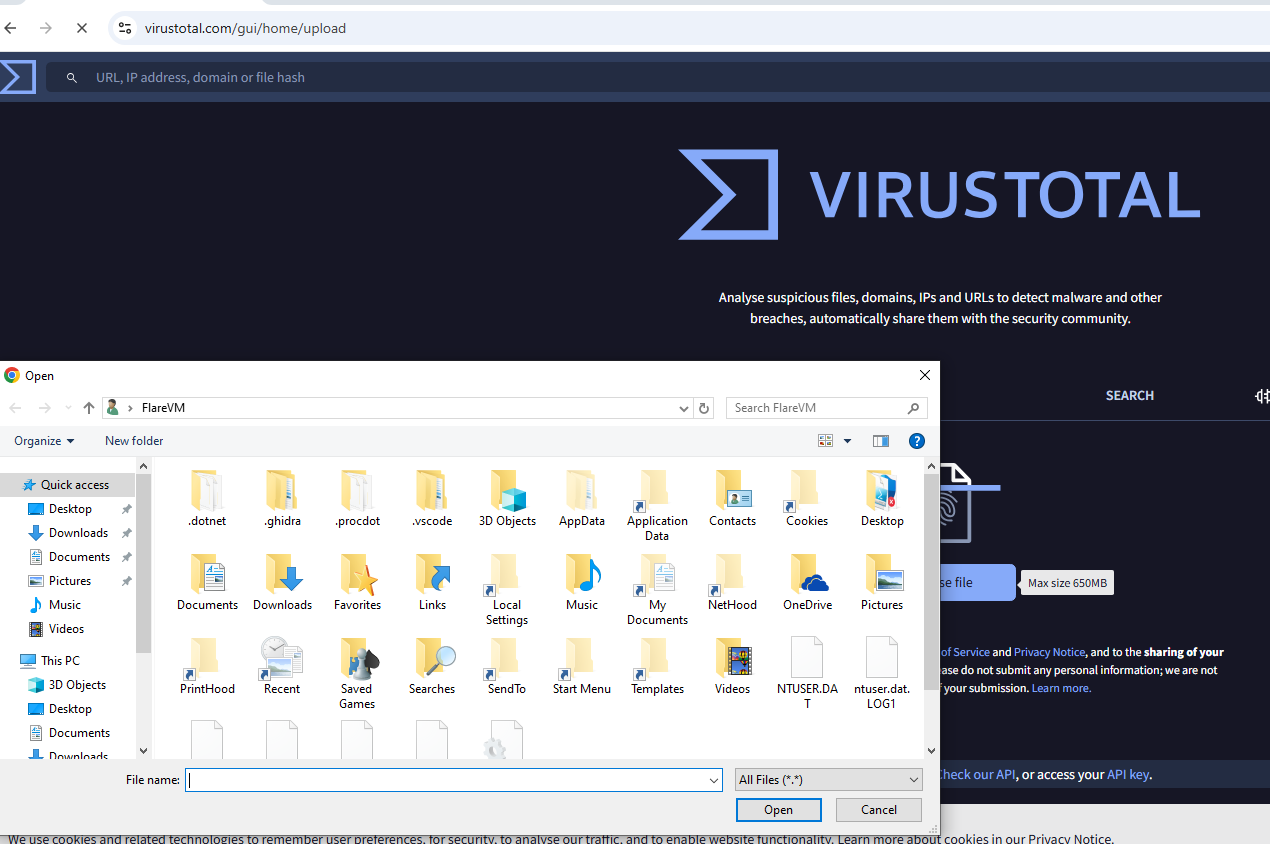 virustotal.com/gui/home/upload
URL, IP address, domain or file hash
VIRUSTOTAL
Analyse suspicious files, domains, IPs and URLs to detect malware and other
breaches, automatically share them with the security community.
Open
FlareVM
Search FlareVM
SEARCH
Organize
New folder
Quick access
Desktop
Downloads
Documents
Pictures
Music
Videos
This PC
3D Objects
Desktop
Documents
Downloads
.dotnet
.ghidra
.procdot
.vscode
3D Objects
AppData
Application
Data
Contacts
Cookies
Desktop
Documents
Downloads
Favorites
Links
Local
Settings
Music
My
Documents
NetHood
OneDrive
Pictures
PrintHood
Recent
Saved
Games
Searches
SendTo
Start Menu
Templates
Videos
NTUSER.DA
T
ntuser.dat.
LOG1
se file
Max size 650MB
of Service and Privacy Notice, and to the sharing of your
ease do not submit any personal information; we are not
f your submission. Learn more.
File name:
All Files (*.*)
Open
Cancel
Check our API, or access your API key.
We use cookies and related technologies to remember user preferences, for security, to analyse our traffic, and to enable website functionality. Learn more about cookies in our Privacy Notice.